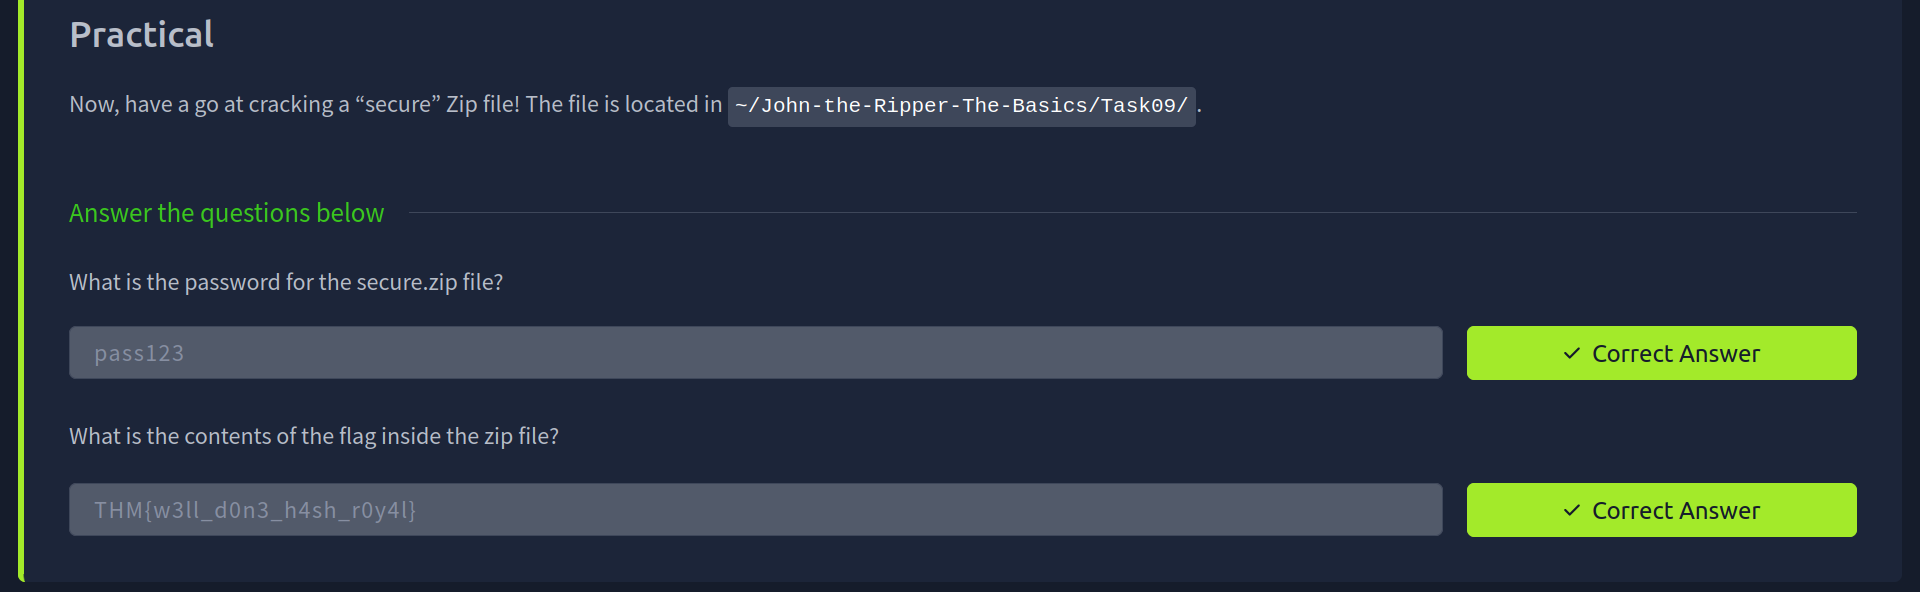 Practical
Now, have a go at cracking a “secure” Zip file! The file is located in ~/John-the-Ripper-The-Basics/Task09/ .
Answer the questions below
What is the password for the secure.zip file?
pass123
✓ Correct Answer
What is the contents of the flag inside the zip file?
THM{w3ll_d0n3_h4sh_r0y4l}
✓ Correct Answer